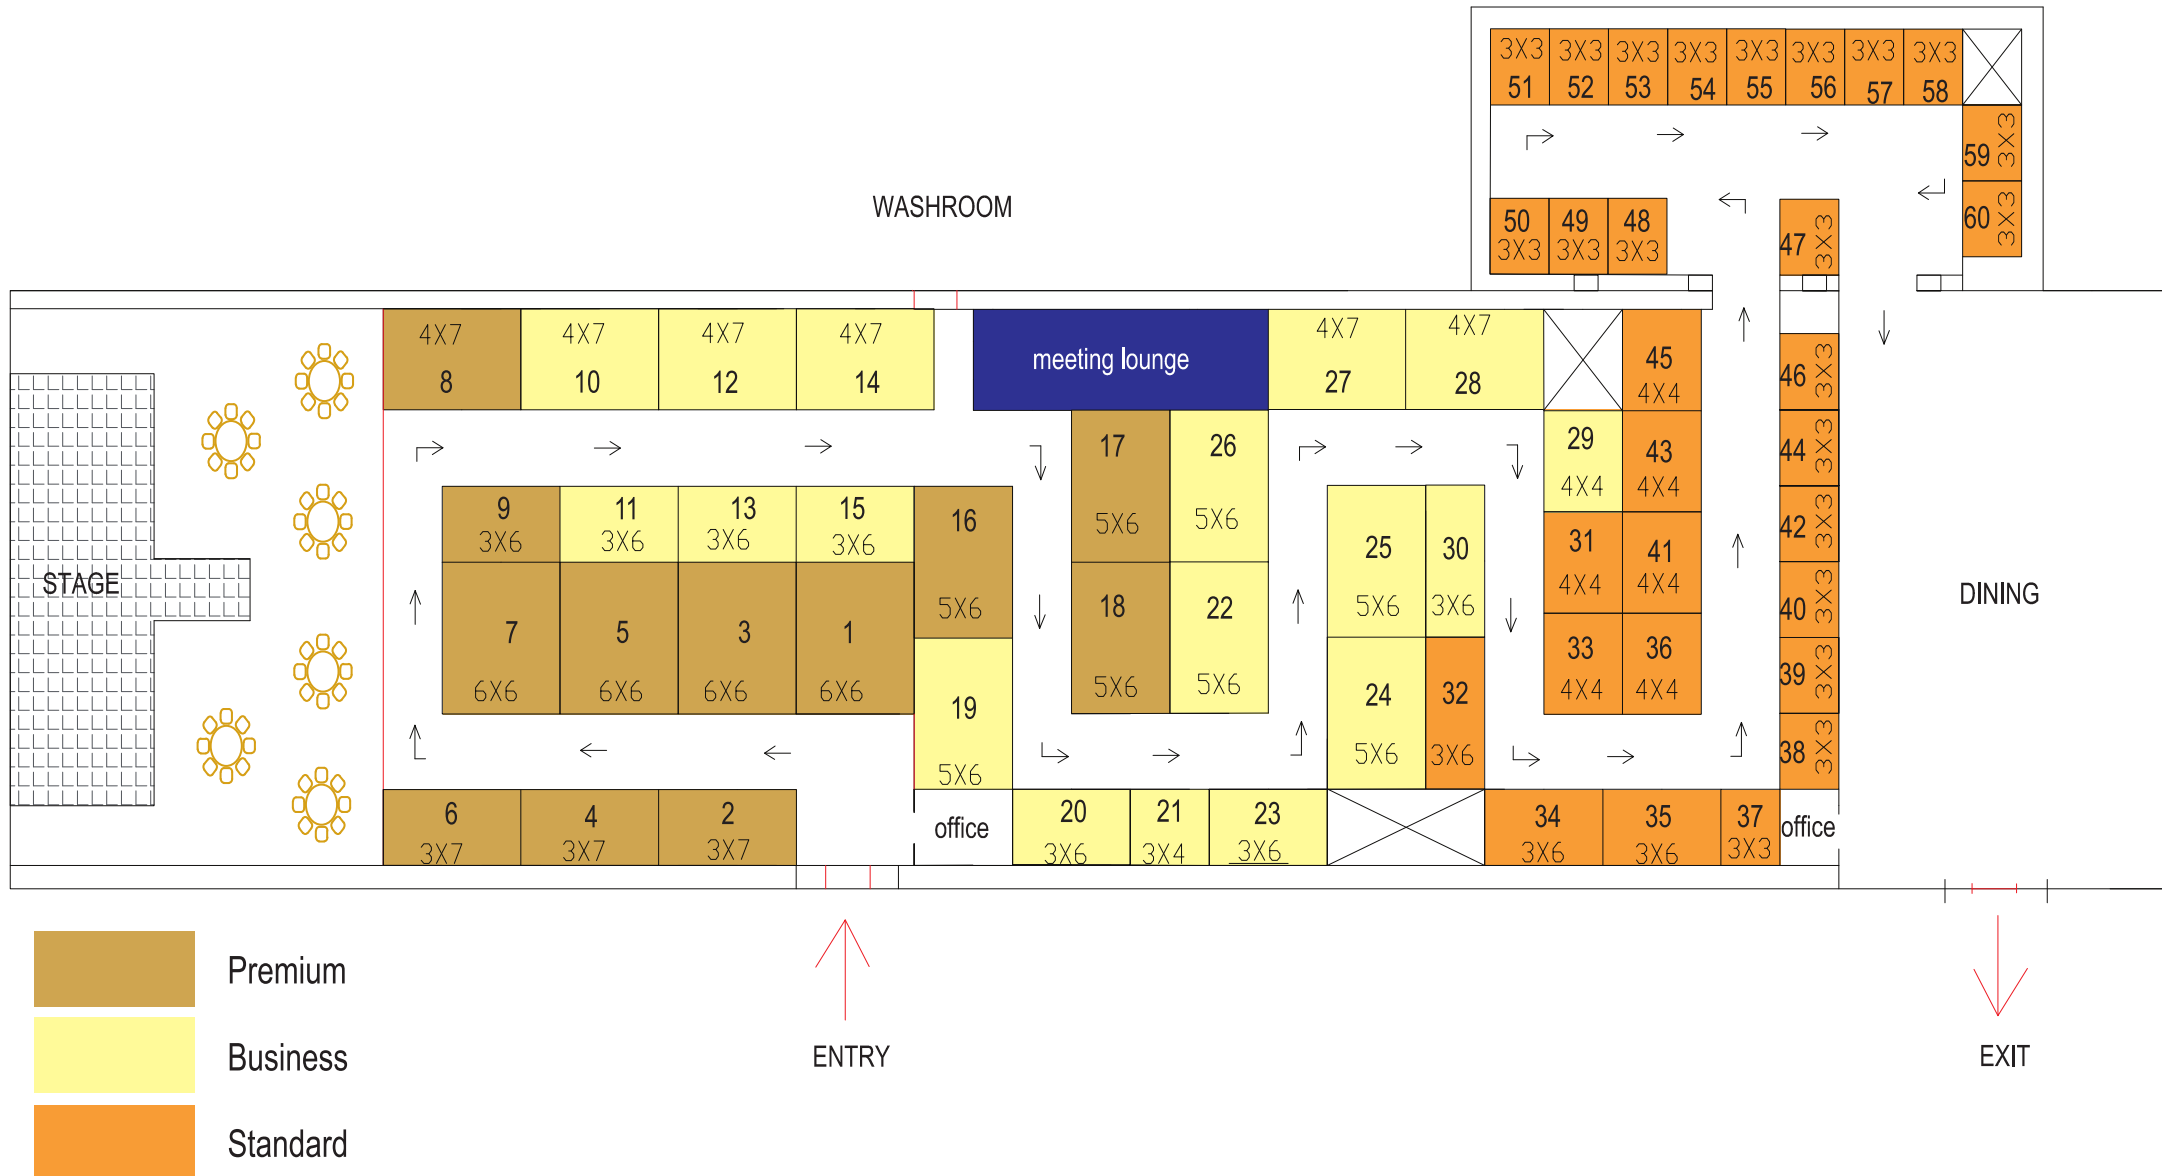 3X3 3X3 3X3 3X3 3X3 3X3 3X3 3X3
51 52 53 54 55 56 57 58
59 3X3
60 3X3
WASHROOM
50 49 48
3X3 3X3 3X3
47 3X3
4X7 4X7 4X7 4X7
8 10 12 14
meeting lounge
4X7 4X7
27 28
45
4X4
46 3X3
17
5X6
26
5X6
29
4X4
43
4X4
44 3X3
9 11 13 15
3X6 3X6 3X6 3X6
16
5X6
25
5X6
30
3X6
31
4X4
41
4X4
42 3X3
STAGE
7 5 3 1
6X6 6X6 6X6 6X6
18
5X6
22
5X6
40 3X3
DINING
19
5X6
24
5X6
32
3X6
33
4X4
36
4X4
39 3X3
38 3X3
6 4 2
3X7 3X7 3X7
office
20 21 23
3X6 3X4 3X6
34 35 37
3X6 3X6 3X3
office
Premium
Business
Standard
ENTRY
EXIT